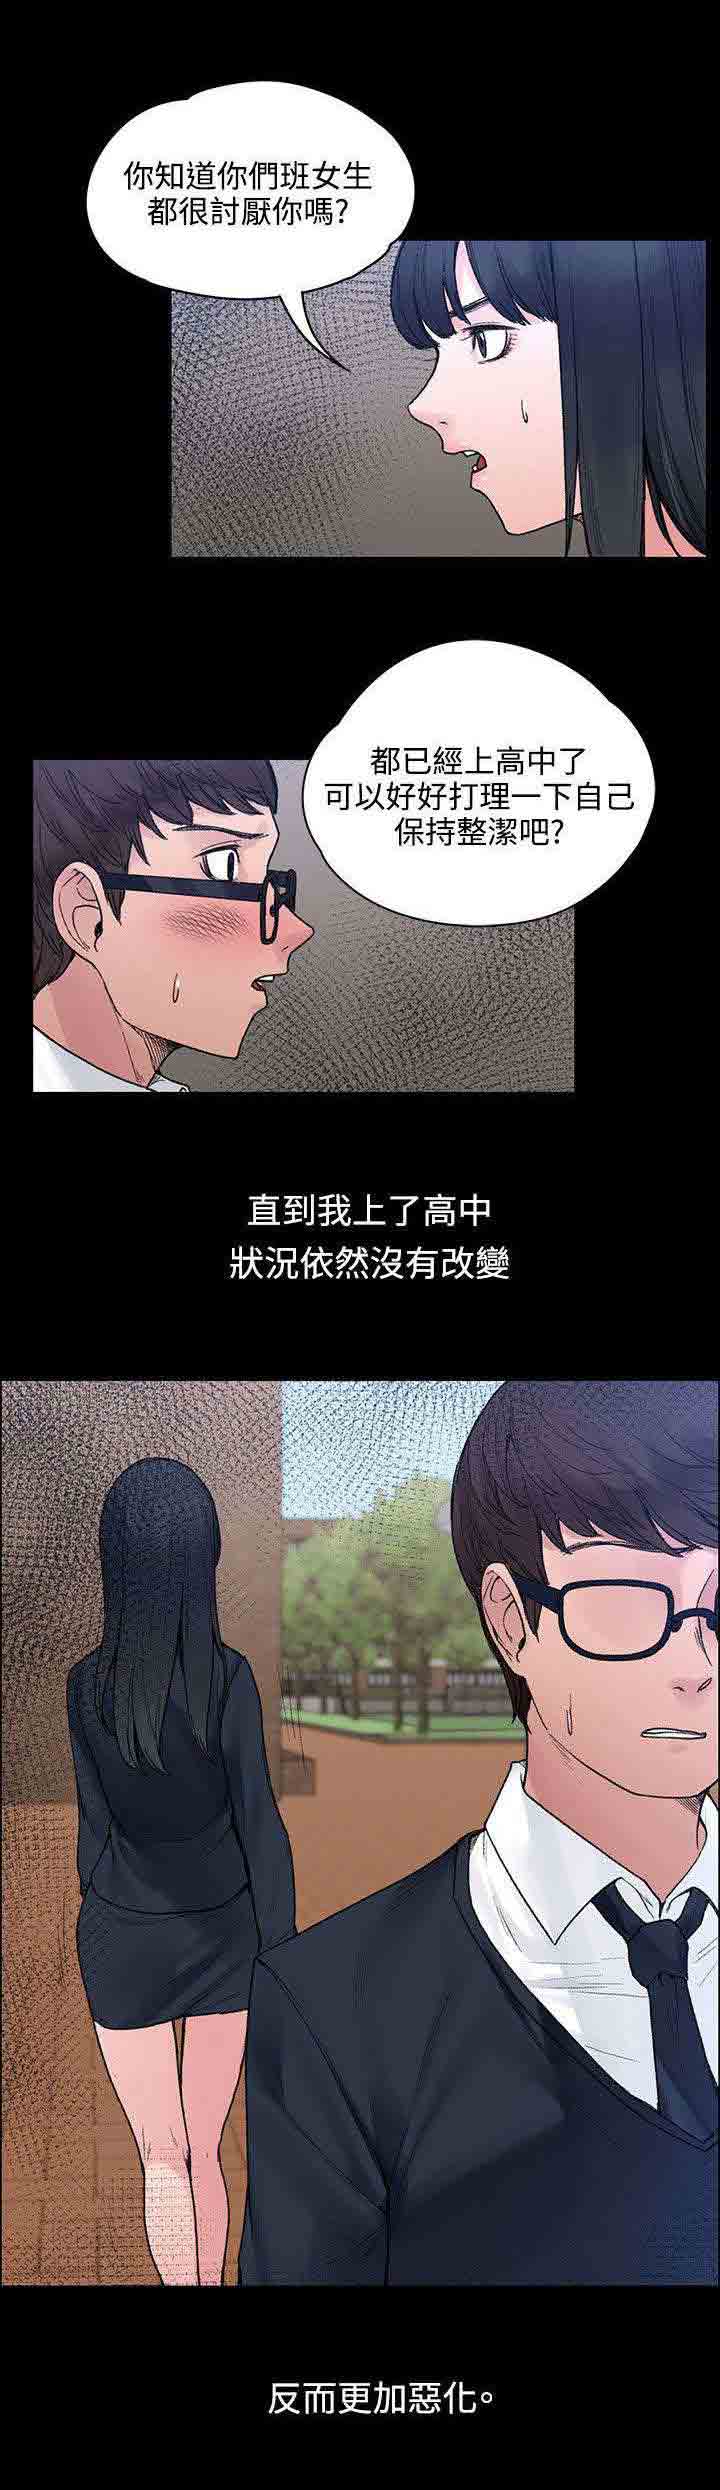 你知道你們班女生
都很討厭你嗎?
都已經上高中了
可以好好打理一下自己
保持整潔吧?
直到我上了高中
狀況依然沒有改變
反而更加惡化。